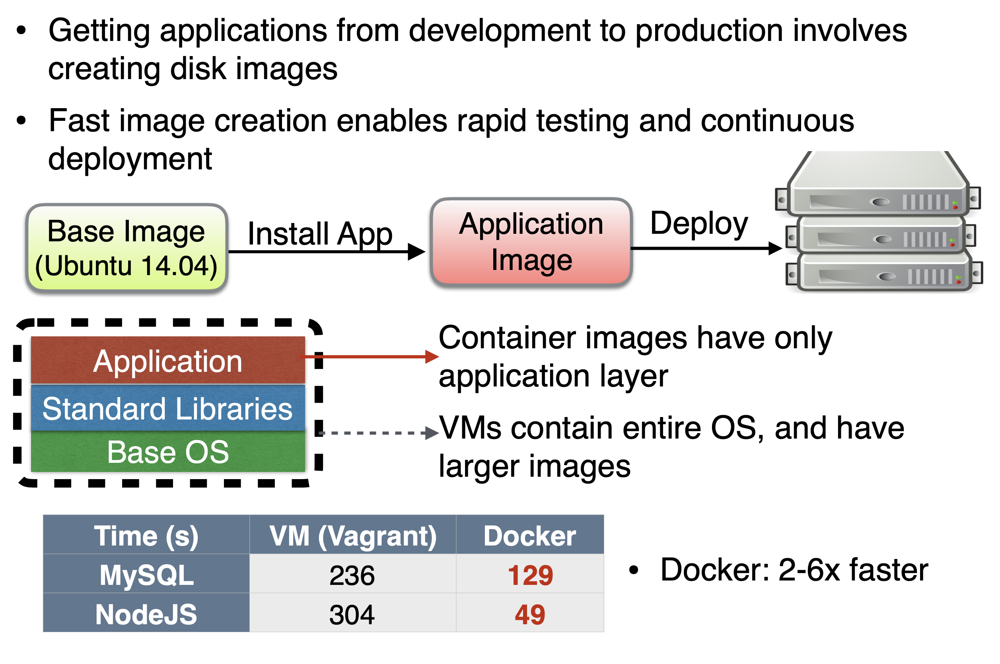 • Getting applications from development to production involves
creating disk images
• Fast image creation enables rapid testing and continuous
deployment
Base Image
(Ubuntu 14.04)
Install App
Application
Image
Deploy
Application
Standard Libraries
Base OS
Container images have only
application layer
VMs contain entire OS, and have
larger images
Time (s) VM (Vagrant) Docker
MySQL 236 129
NodeJS 304 49
• Docker: 2-6x faster